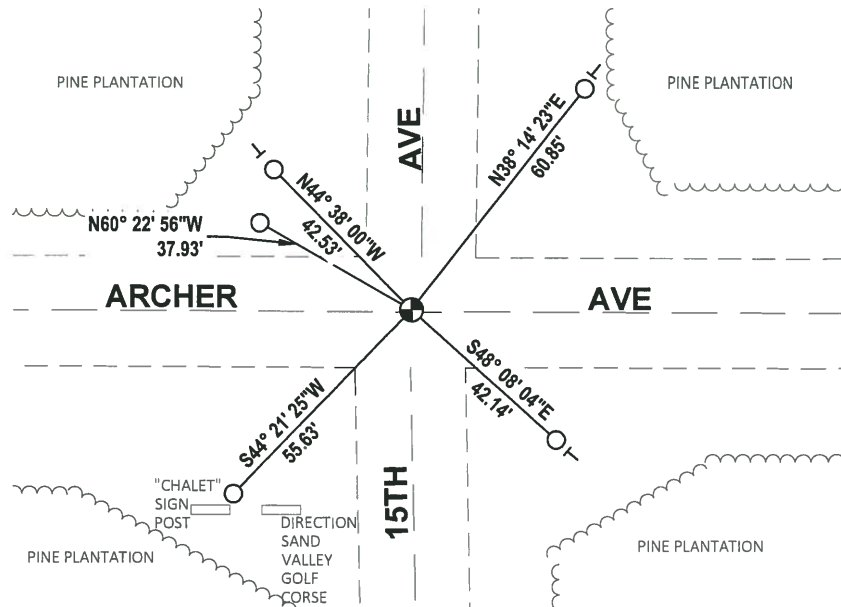 PINE PLANTATION
PINE PLANTATION
AVE
N38° 14' 23"E
60.85'
N44° 38' 00"W
42.53'
N60° 22' 56"W
37.93'
ARCHER
AVE
S48° 08' 04"E
42.14'
S44° 21' 25"W
55.63'
15TH
"CHALET"
SIGN
POST
DIRECTION
SAND
VALLEY
GOLF
CORSE
PINE PLANTATION
PINE PLANTATION